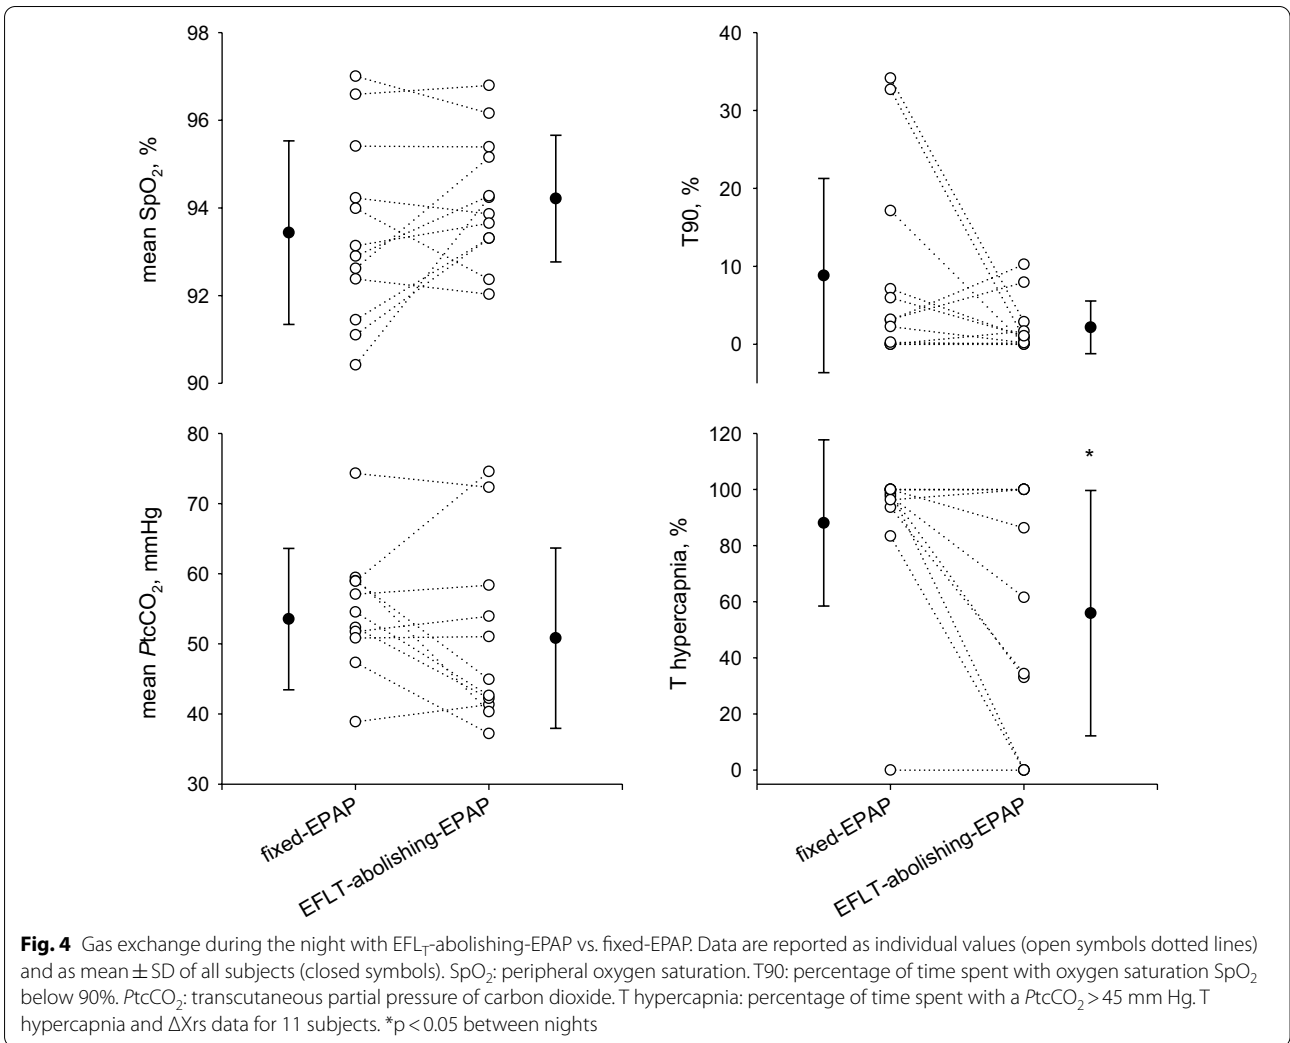 98
96
94
92
90
mean SpO2, %
40
30
20
10
0
T90, %
80
70
60
50
40
30
mean PtcCO2, mmHg
120
100
80
60
40
20
0
T hypercapnia, %
*
fixed-EPAP
EFLT-abolishing-EPAP
fixed-EPAP
EFLT-abolishing-EPAP
Fig. 4 Gas exchange during the night with EFLT-abolishing-EPAP vs. fixed-EPAP. Data are reported as individual values (open symbols dotted lines)
and as mean ± SD of all subjects (closed symbols). SpO2: peripheral oxygen saturation. T90: percentage of time spent with oxygen saturation SpO2
below 90%. PtcCO2: transcutaneous partial pressure of carbon dioxide. T hypercapnia: percentage of time spent with a PtcCO2 > 45 mm Hg. T
hypercapnia and ΔXrs data for 11 subjects. *p < 0.05 between nights